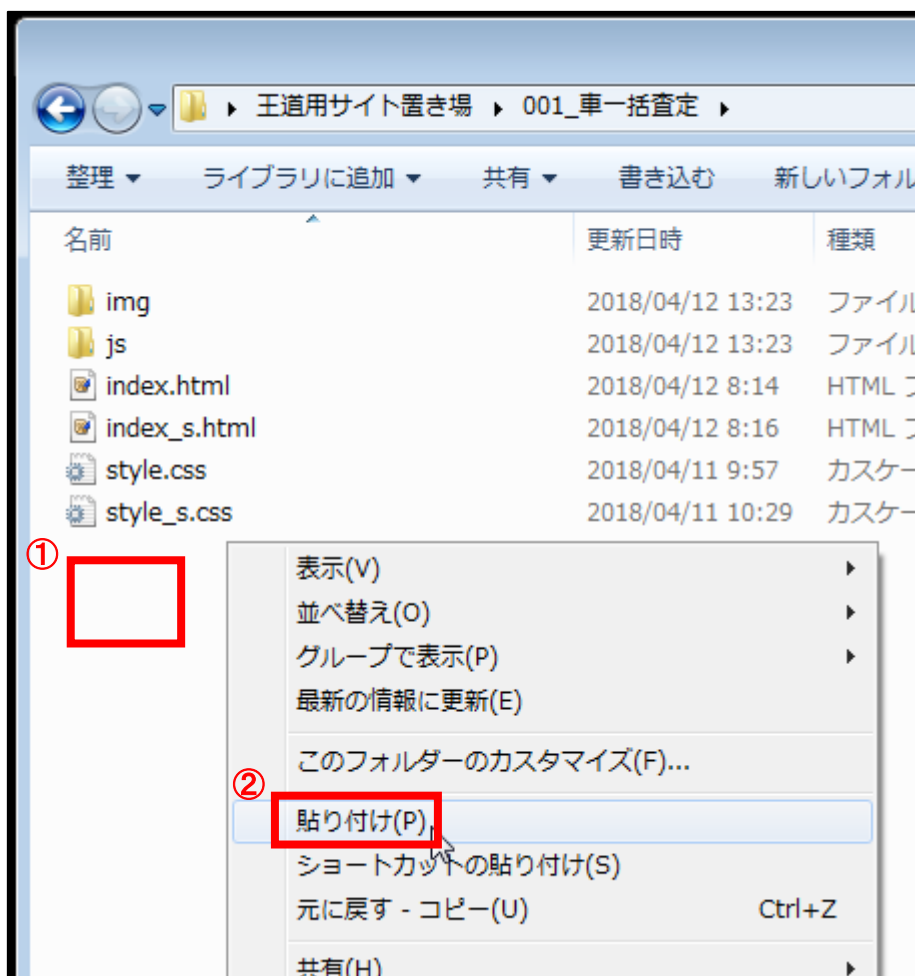 王道用サイト置き場 001_車一括査定
整理 ライブラリに追加 共有 書き込む 新しいフォル
名前 更新日時 種類
img 2018/04/12 13:23 ファイル
js 2018/04/12 13:23 ファイル
index.html 2018/04/12 8:14 HTML フ
index_s.html 2018/04/12 8:16 HTML フ
style.css 2018/04/11 9:57 カスケー
style_s.css 2018/04/11 10:29 カスケー
①
表示(V)
並べ替え(O)
グループで表示(P)
最新の情報に更新(E)
このフォルダーのカスタマイズ(F)...
②
貼り付け(P)
ショートカットの貼り付け(S)
元に戻す - コピー(U) Ctrl+Z
共有(H)